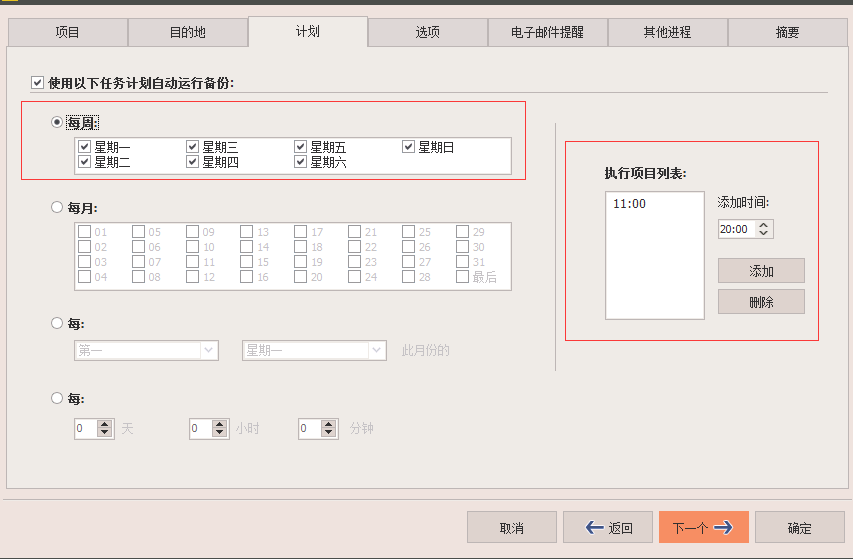 项目 目的地 计划 选项 电子邮件提醒 其他进程 摘要
使用以下任务计划自动运行备份:
每周:
星期一 星期三 星期五 星期日
星期二 星期四 星期六
每月:
01 05 09 13 17 21 25 29
02 06 10 14 18 22 26 30
03 07 11 15 19 23 27 31
04 08 12 16 20 24 28 最后
每:
第一 星期一 此月份的
每:
0 天 0 小时 0 分钟
执行项目列表:
11:00
添加时间:
20:00
添加
删除
取消 返回 下一个 确定